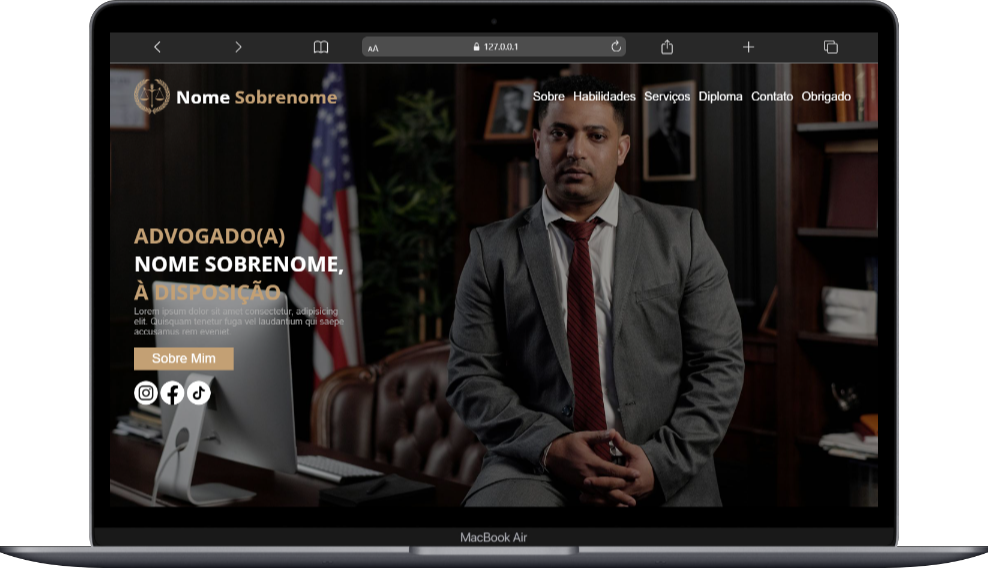 AA 127.0.0.1
Nome Sobrenome
Sobre Habilidades Serviços Diploma Contato Obrigado
ADVOGADO(A)
NOME SOBRENOME,
À DISPOSIÇÃO
Lorem ipsum dolor sit amet consectetur, adipisicing
elit. Quisquam tenetur fuga vel laudantium qui saepe
accusamus rem eveniet
Sobre Mim
MacBook Air